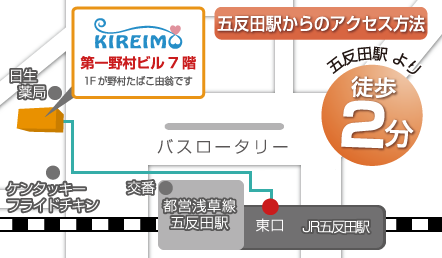 五反田駅からのアクセス方法
KIREIMO
第一野村ビル7階
1Fが野村たばこ由翁です
五反田駅 より
徒歩
2分
日生
薬局
バスロータリー
ケンタッキー
フライドチキン
交番
都営浅草線
五反田駅
東口
JR五反田駅